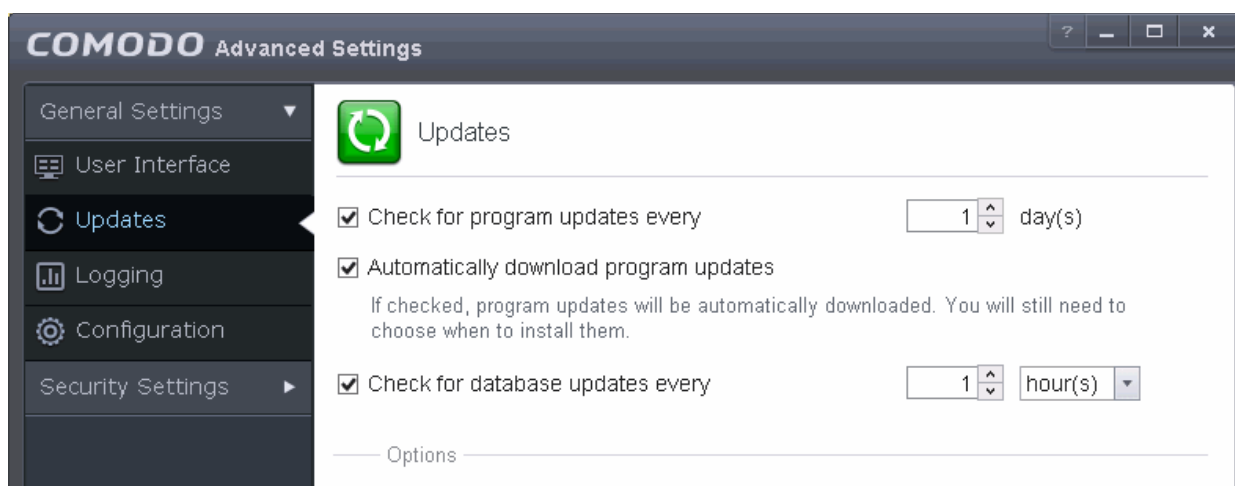 COMODO Advanced Settings
?
General Settings
User Interface
Updates
Logging
Configuration
Security Settings
Updates
Check for program updates every 1 day(s)
Automatically download program updates
If checked, program updates will be automatically downloaded. You will still need to
choose when to install them.
Check for database updates every 1 hour(s)
Options